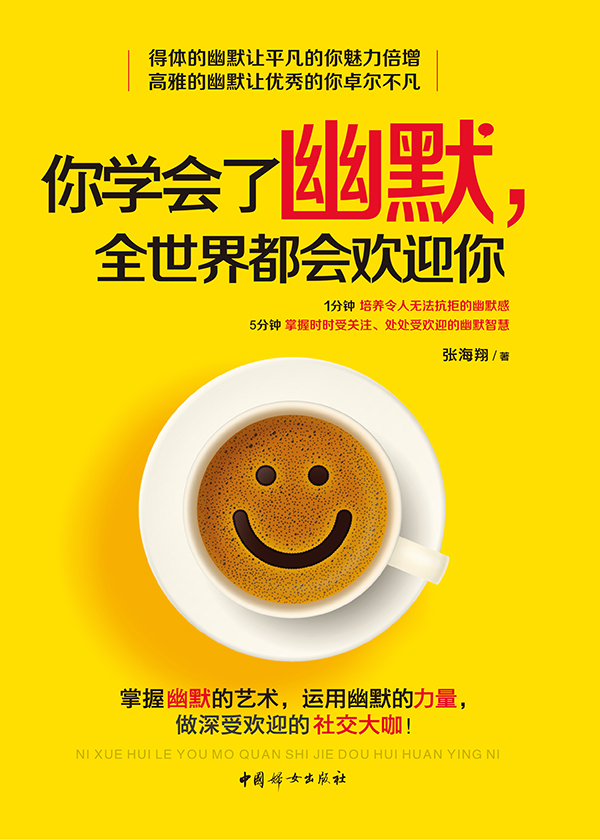 得体的幽默让平凡的你魅力倍增
高雅的幽默让优秀的你卓尔不凡
你学会了幽默，
全世界都会欢迎你
1分钟 培养令人无法抗拒的幽默感
5分钟 掌握时时受关注、处处受欢迎的幽默智慧
张海翔 / 著
掌握幽默的艺术，运用幽默的力量，
做深受欢迎的社交大咖！
NI XUE HUI LE YOU MO QUAN SHI JIE DOU HUI HUAN YING NI
中國婦女出版社